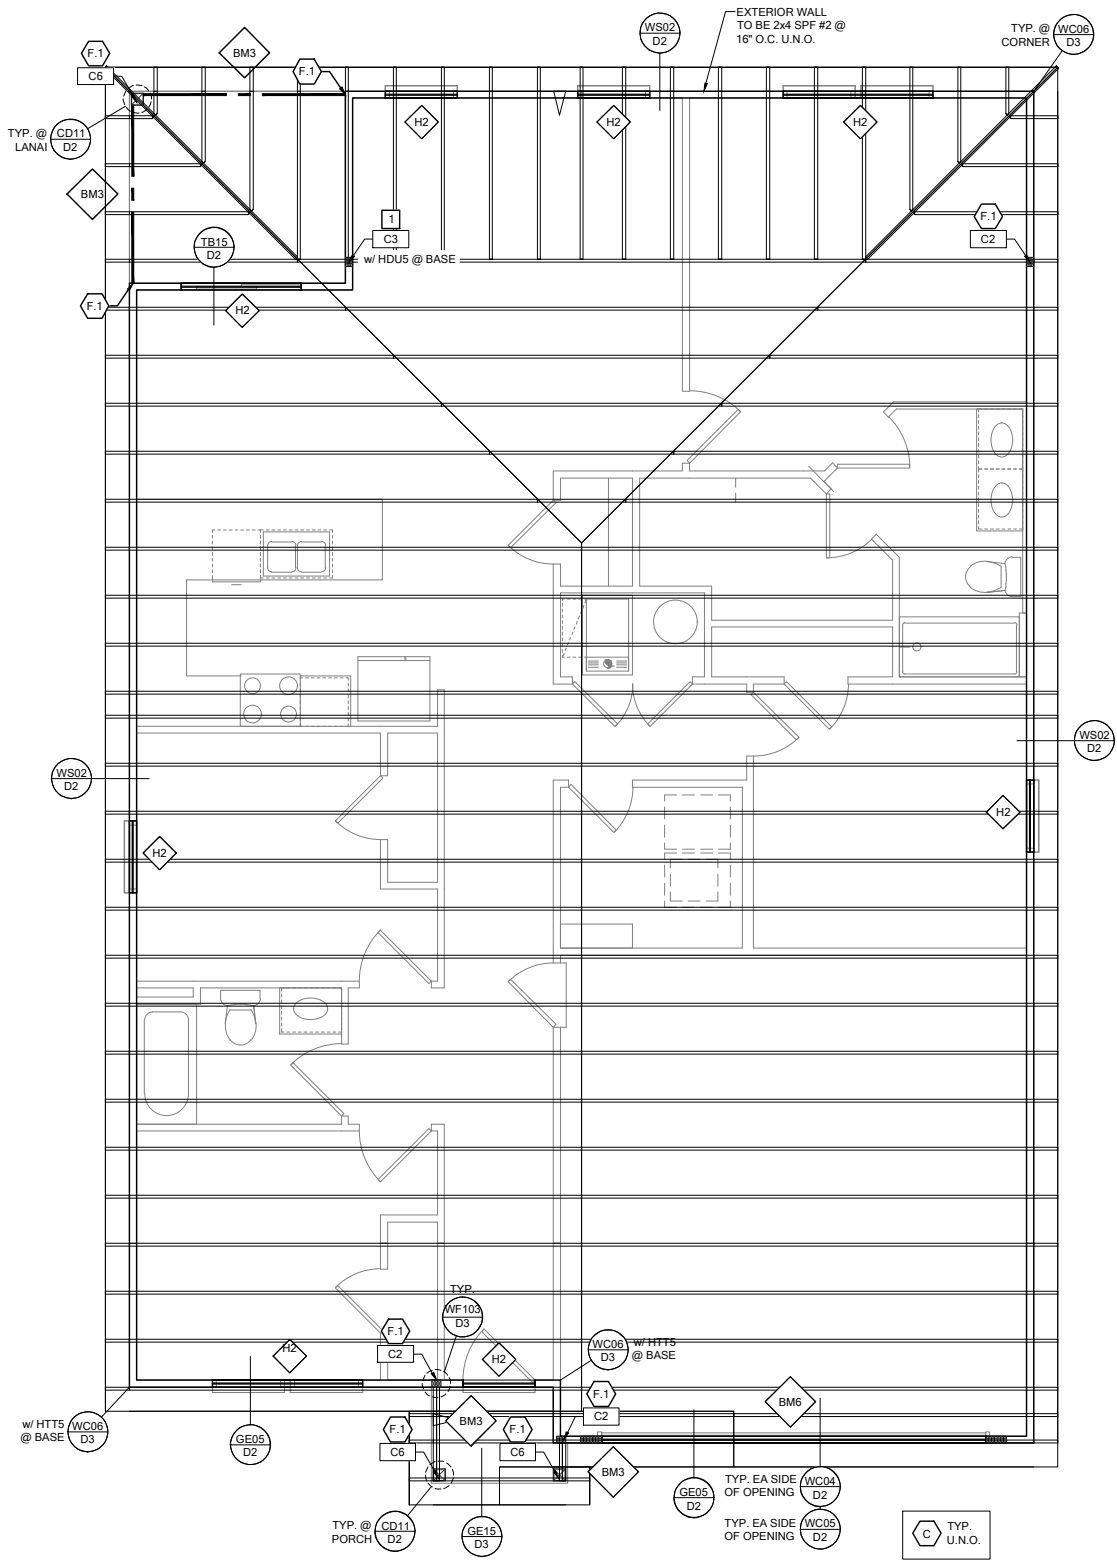 EXTERIOR WALL
TO BE 2x4 SPF #2 @
16" O.C. U.N.O.
WS02
D2
TYP. @
CORNER
WC06
D3
F.1
C6
BM3
F.1
TYP. @
LANAI
CD11
D2
H2
H2
H2
BM3
1
C3
w/ HDU5 @ BASE
F.1
C2
TB15
D2
F.1
H2
WS02
D2
WS02
D2
H2
H2
TYP.
WF103
D3
F.1
C2
H2
H2
WC06
D3
w/ HTT5
@ BASE
F.1
C2
BM6
w/ HTT5
@ BASE
WC06
D3
GE05
D2
F.1
C6
BM3
F.1
C6
BM3
GE05
D2
TYP. EA SIDE
OF OPENING
WC04
D2
TYP. EA SIDE
OF OPENING
WC05
D2
TYP. @
PORCH
CD11
D2
GE15
D3
C
TYP.
U.N.O.